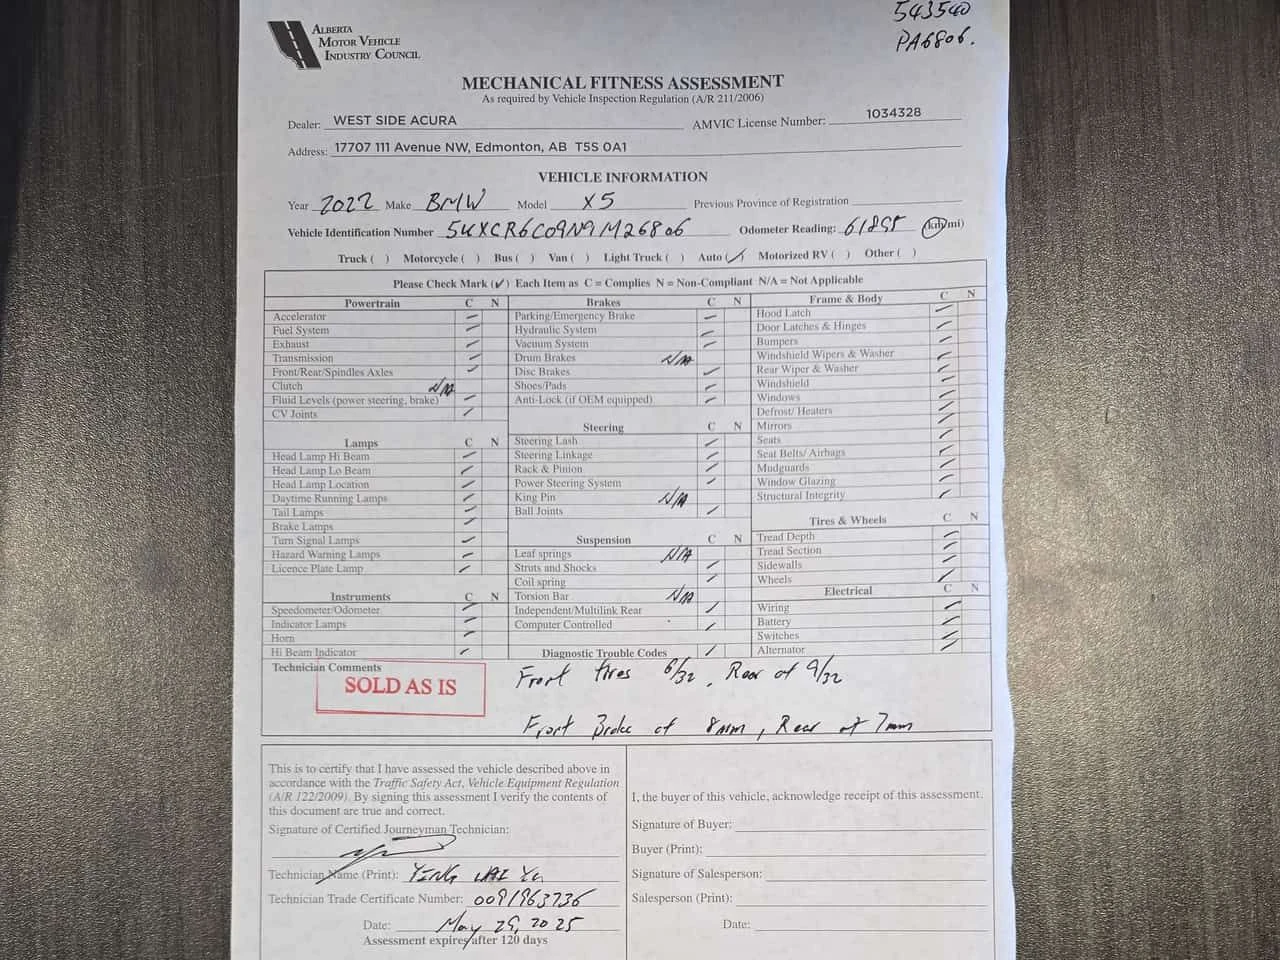 543540
PA6806.
ALBERTA
MOTOR VEHICLE
INDUSTRY COUNCIL
MECHANICAL FITNESS ASSESSMENT
As required by Vehicle Inspection Regulation (A/R 211/2006)
Dealer: WEST SIDE ACURA AMVIC License Number: 1034328
Address: 17707 111 Avenue NW, Edmonton, AB T5S 0A1
VEHICLE INFORMATION
Year 2022 Make BMW Model X5 Previous Province of Registration
Vehicle Identification Number 5UXCR6C09N9M26806 Odometer Reading: 61895 (km/mi)
Truck ( ) Motorcycle ( ) Bus ( ) Van ( ) Light Truck ( ) Auto (✓) Motorized RV ( ) Other ( )
Please Check Mark (✓) Each Item as C = Complies N = Non-Compliant N/A = Not Applicable
Powertrain C N
Accelerator
Fuel System
Exhaust
Transmission
Front/Rear/Spindles Axles
Clutch N/A
Fluid Levels (power steering, brake)
CV Joints
Lamps C N
Head Lamp Hi Beam
Head Lamp Lo Beam
Head Lamp Location
Daytime Running Lamps
Tail Lamps
Brake Lamps
Turn Signal Lamps
Hazard Warning Lamps
Licence Plate Lamp
Instruments C N
Speedometer/Odometer
Indicator Lamps
Horn
Hi Beam Indicator
Brakes C N
Parking/Emergency Brake
Hydraulic System
Vacuum System
Drum Brakes N/A
Disc Brakes
Shoes/Pads
Anti-Lock (if OEM equipped)
Steering C N
Steering Lash
Steering Linkage
Rack & Pinion
Power Steering System
King Pin N/A
Ball Joints
Suspension C N
Leaf springs N/A
Struts and Shocks
Coil spring
Torsion Bar N/A
Independent/Multilink Rear
Computer Controlled
Diagnostic Trouble Codes
Frame & Body C N
Hood Latch
Door Latches & Hinges
Bumpers
Windshield Wipers & Washer
Rear Wiper & Washer
Windshield
Windows
Defrost/ Heaters
Mirrors
Seats
Seat Belts/ Airbags
Mudguards
Window Glazing
Structural Integrity
Tires & Wheels C N
Tread Depth
Tread Section
Sidewalls
Wheels
Electrical C N
Wiring
Battery
Switches
Alternator
Technician Comments
SOLD AS IS
Front tires 6/32, Rear at 9/32
Front Brake at 8mm, Rear at 7mm
This is to certify that I have assessed the vehicle described above in
accordance with the Traffic Safety Act, Vehicle Equipment Regulation
(A/R 122/2009). By signing this assessment I verify the contents of
this document are true and correct.
Signature of Certified Journeyman Technician:
Technician Name (Print): YING
Technician Trade Certificate Number: 0091963736
Date: May 29, 2025
Assessment expires after 120 days
I, the buyer of this vehicle, acknowledge receipt of this assessment.
Signature of Buyer:
Buyer (Print):
Signature of Salesperson:
Salesperson (Print):
Date: